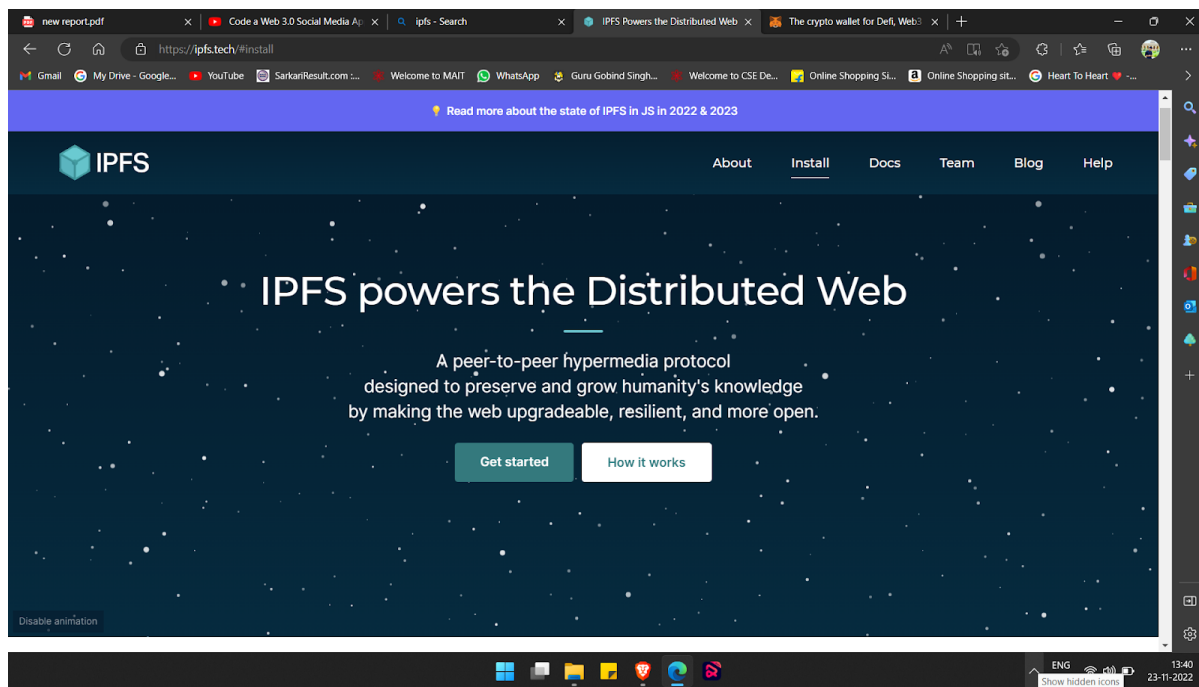 new report.pdf
Code a Web 3.0 Social Media Ap
ipfs - Search
IPFS Powers the Distributed Web
The crypto wallet for Defi, Web3
https://ipfs.tech/#install
Gmail
My Drive - Google...
YouTube
SarkariResult.com :...
Welcome to MAIT
WhatsApp
Guru Gobind Singh...
Welcome to CSE De...
Online Shopping Si...
Online Shopping sit...
Heart To Heart ❤ -...
💡 Read more about the state of IPFS in JS in 2022 & 2023
IPFS
About
Install
Docs
Team
Blog
Help
IPFS powers the Distributed Web
A peer-to-peer hypermedia protocol
designed to preserve and grow humanity's knowledge
by making the web upgradeable, resilient, and more open.
Get started
How it works
Disable animation
ENG
Show hidden icons
13:40
23-11-2022